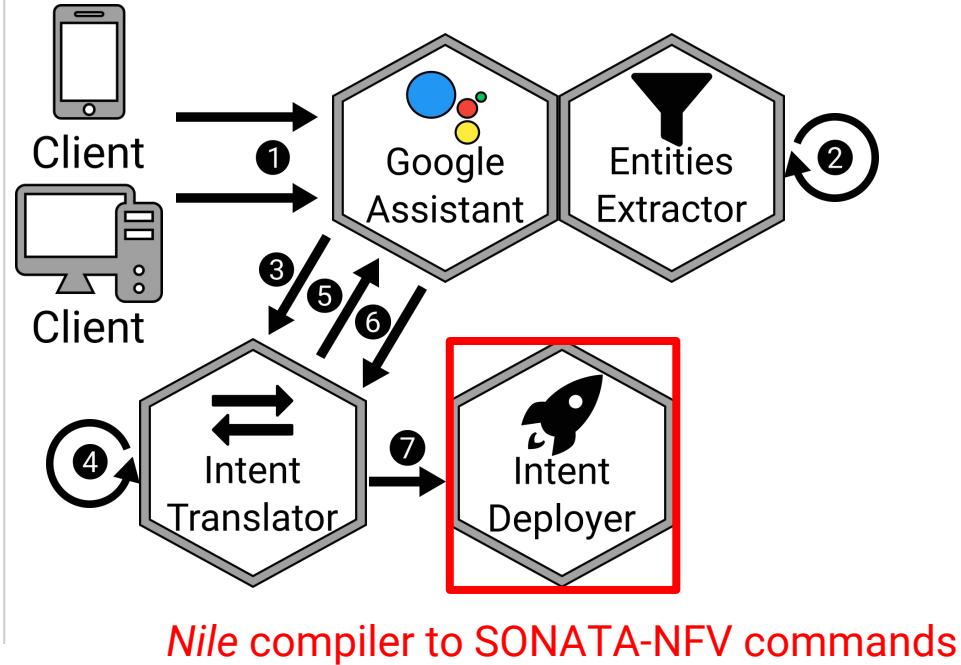 Client
1
Google
Assistant
Entities
Extractor
2
Client
3
5
6
4
Intent
Translator
7
Intent
Deployer
Nile compiler to SONATA-NFV commands